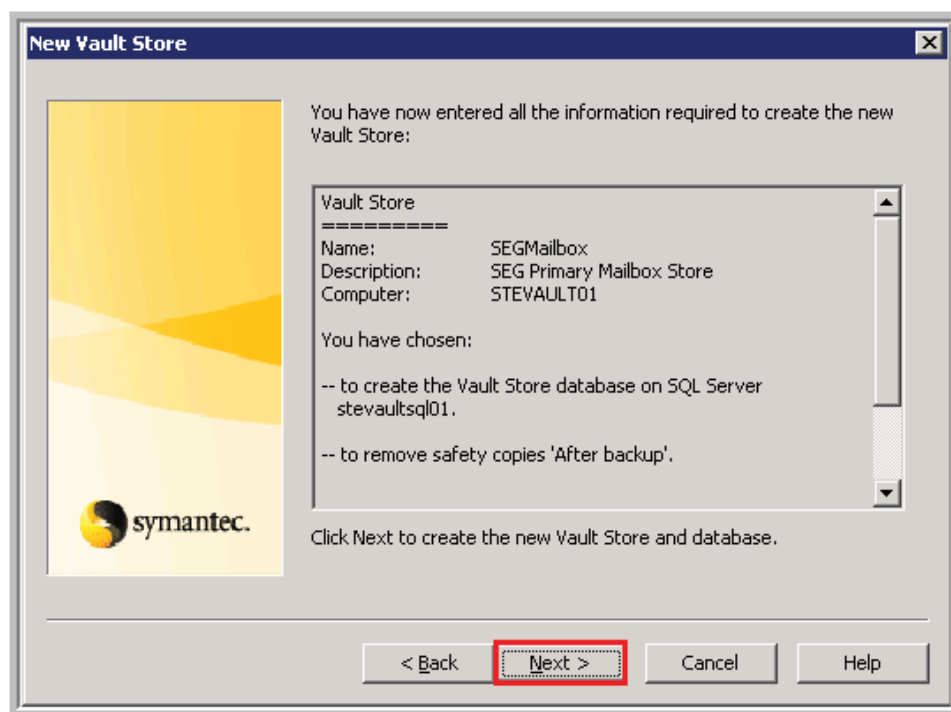 New Vault Store
You have now entered all the information required to create the new
Vault Store:
Vault Store
=========
Name: SEGMailbox
Description: SEG Primary Mailbox Store
Computer: STEVAULT01
You have chosen:
-- to create the Vault Store database on SQL Server
stevaultsql01.
-- to remove safety copies 'After backup'.
symantec.
Click Next to create the new Vault Store and database.
< Back Next > Cancel Help